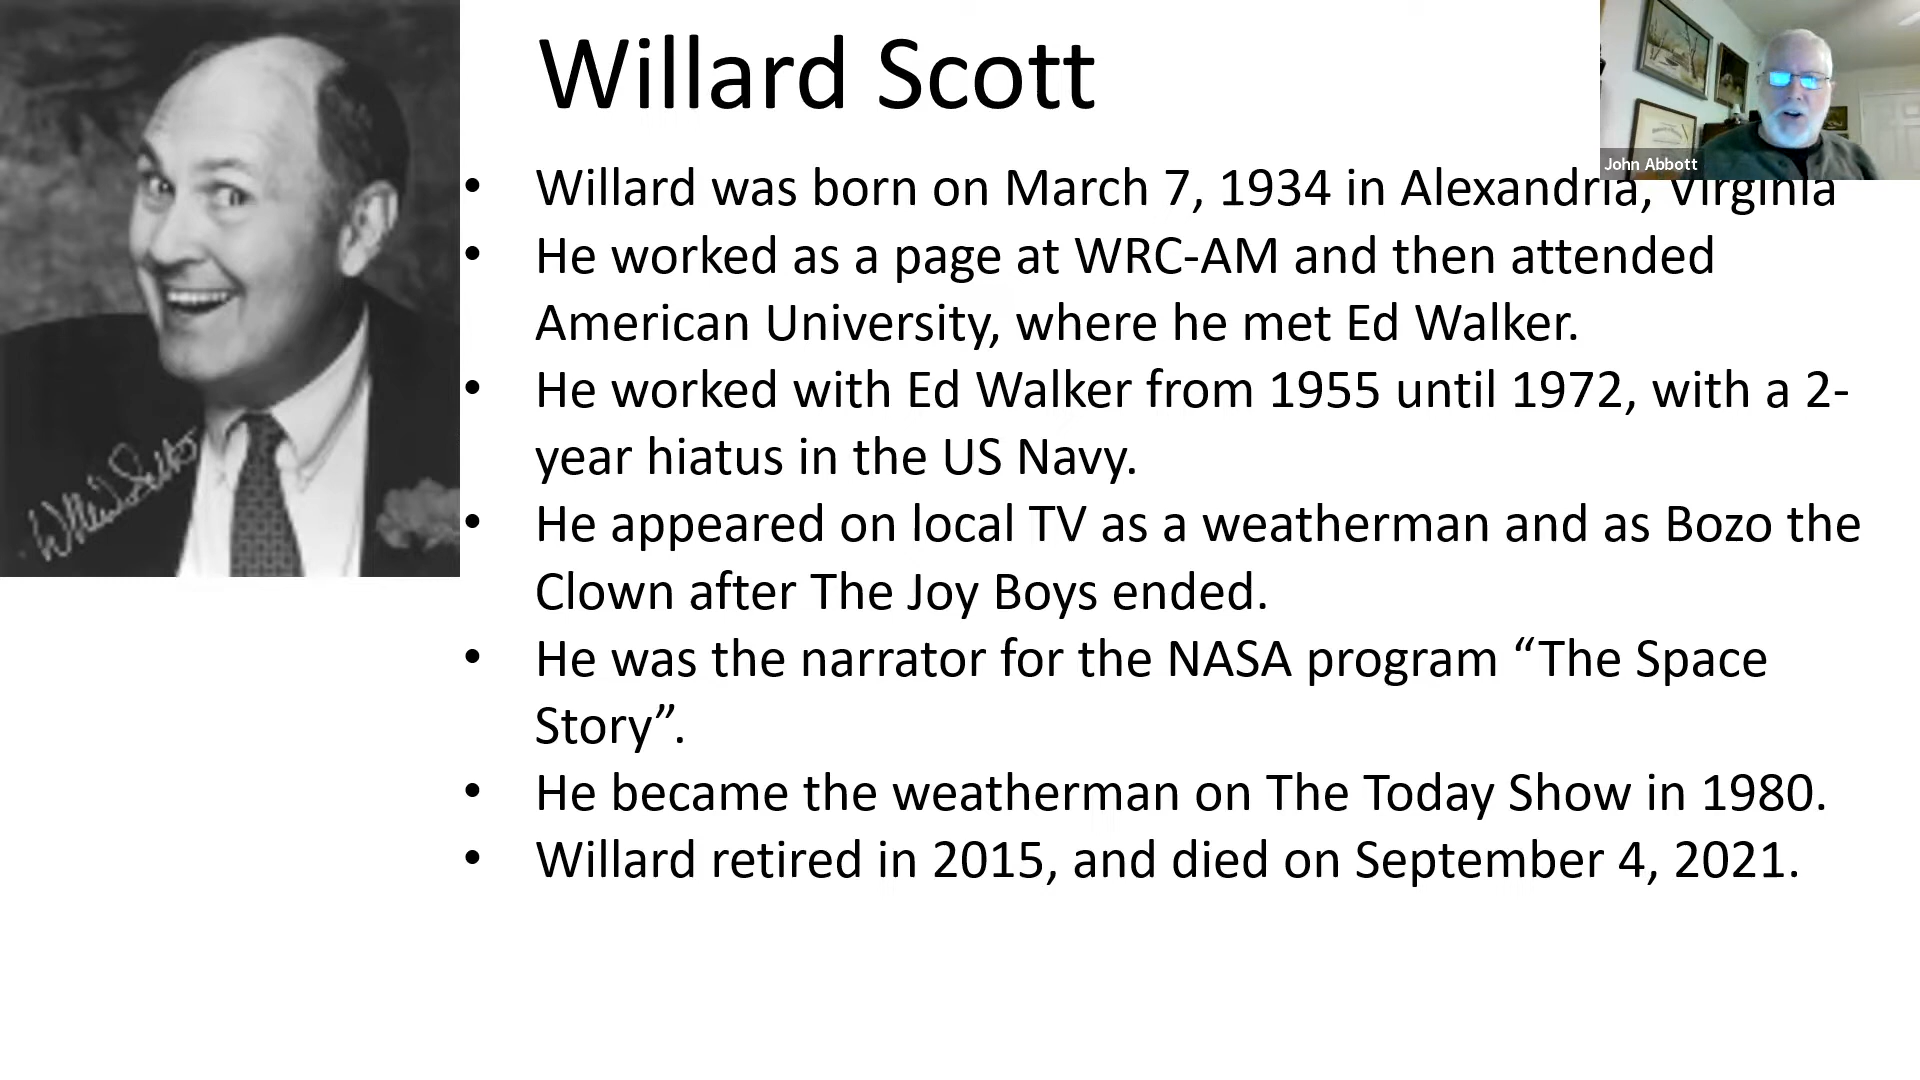 Willard Scott
John Abbott
• Willard was born on March 7, 1934 in Alexandria, Virginia
• He worked as a page at WRC-AM and then attended
American University, where he met Ed Walker.
• He worked with Ed Walker from 1955 until 1972, with a 2-
year hiatus in the US Navy.
• He appeared on local TV as a weatherman and as Bozo the
Clown after The Joy Boys ended.
• He was the narrator for the NASA program “The Space
Story”.
• He became the weatherman on The Today Show in 1980.
• Willard retired in 2015, and died on September 4, 2021.
Willard Scott